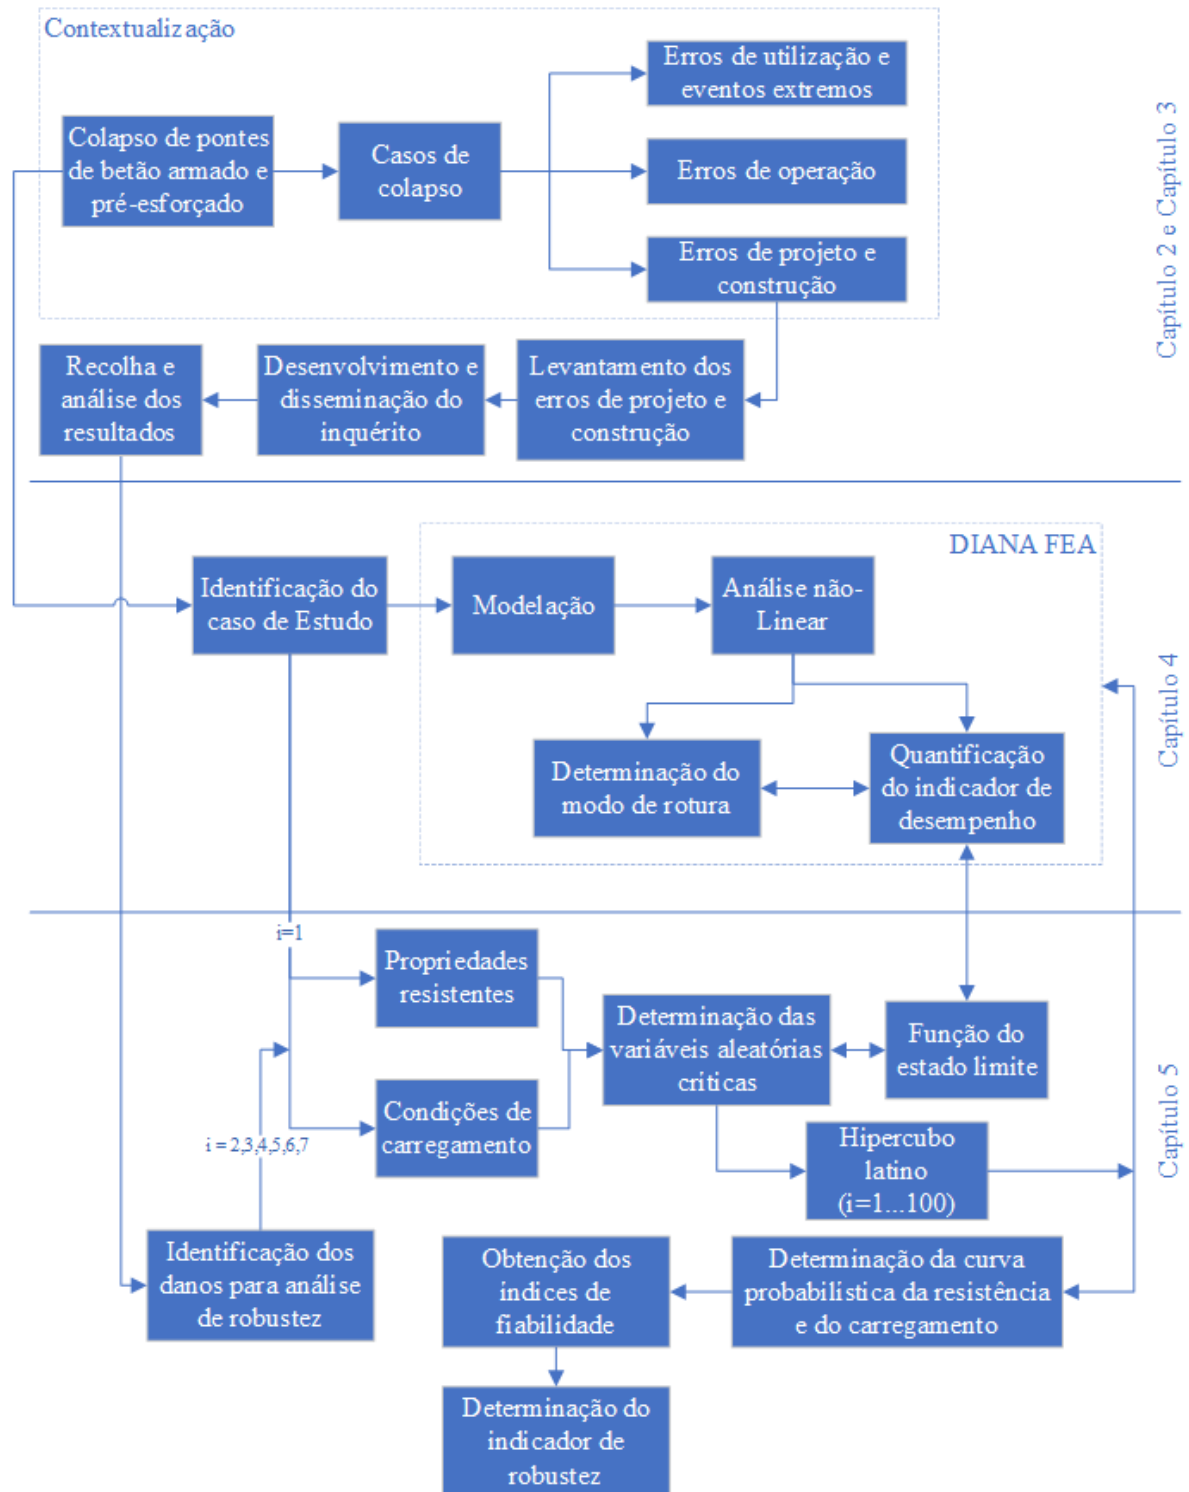 Contextualização
Erros de utilização e
eventos extremos
Colapso de pontes
de betão armado e
pré-esforçado
Casos de
colapso
Erros de operação
Erros de projeto e
construção
Capítulo 2 e Capítulo 3
Recolha e
análise dos
resultados
Desenvolvimento e
disseminação do
inquérito
Levantamento dos
erros de projeto e
construção
DIANA FEA
Identificação do
caso de Estudo
Modelação
Análise não-
Linear
Determinação do
modo de rotura
Quantificação
do indicador de
desempenho
Capítulo 4
i=1
Propriedades
resistentes
Determinação das
variáveis aleatórias
críticas
Função do
estado limite
Condições de
carregamento
i = 2,3,4,5,6,7
Hipercubo
latino
(i=1...100)
Capítulo 5
Identificação dos
danos para análise
de robustez
Obtenção dos
índices de
fiabilidade
Determinação da curva
probabilística da resistência
e do carregamento
Determinação do
indicador de
robustez